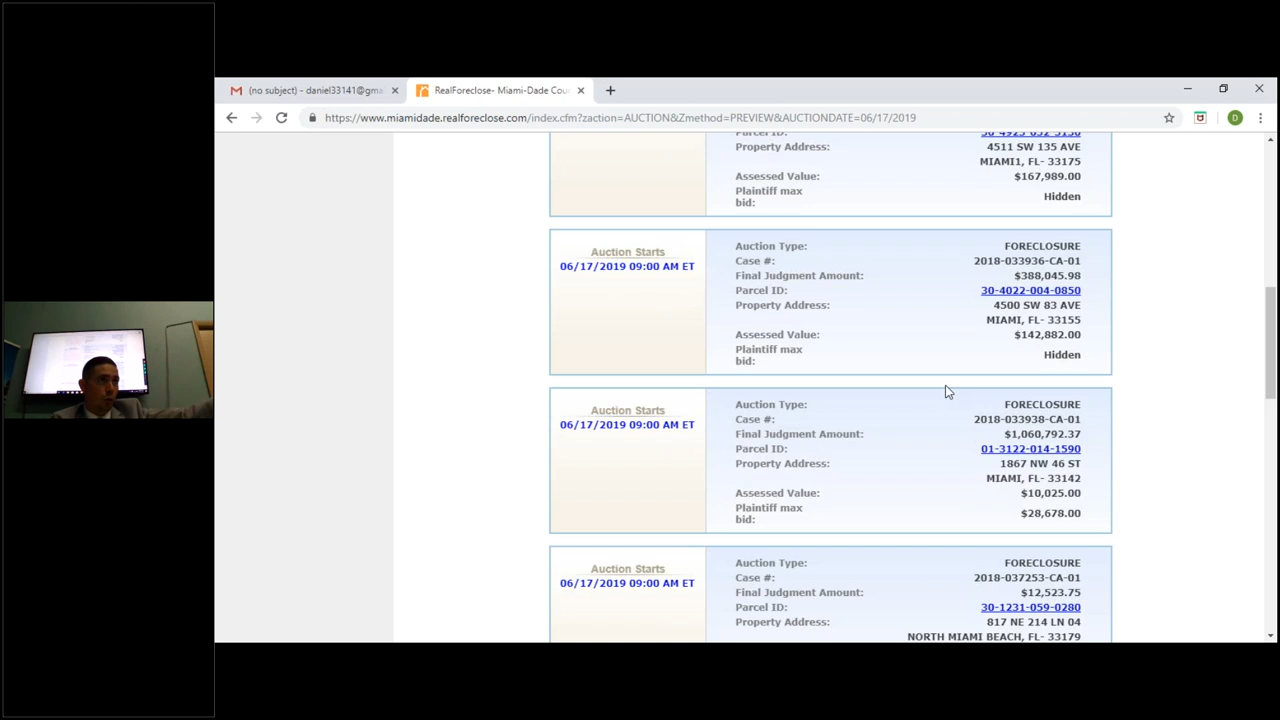 (no subject) - daniel33141@gma
RealForeclose- Miami-Dade Cou
https://www.miamidade.realforeclose.com/index.cfm?zaction=AUCTION&Zmethod=PREVIEW&AUCTIONDATE=06/17/2019
D
Parcel ID: 30-4923-032-3130
Property Address: 4511 SW 135 AVE
MIAMI1, FL- 33175
Assessed Value: $167,989.00
Plaintiff max
bid: Hidden
Auction Starts
06/17/2019 09:00 AM ET
Auction Type: FORECLOSURE
Case #: 2018-033936-CA-01
Final Judgment Amount: $388,045.98
Parcel ID: 30-4022-004-0850
Property Address: 4500 SW 83 AVE
MIAMI, FL- 33155
Assessed Value: $142,882.00
Plaintiff max
bid: Hidden
Auction Starts
06/17/2019 09:00 AM ET
Auction Type: FORECLOSURE
Case #: 2018-033938-CA-01
Final Judgment Amount: $1,060,792.37
Parcel ID: 01-3122-014-1590
Property Address: 1867 NW 46 ST
MIAMI, FL- 33142
Assessed Value: $10,025.00
Plaintiff max
bid: $28,678.00
Auction Starts
06/17/2019 09:00 AM ET
Auction Type: FORECLOSURE
Case #: 2018-037253-CA-01
Final Judgment Amount: $12,523.75
Parcel ID: 30-1231-059-0280
Property Address: 817 NE 214 LN 04
NORTH MIAMI BEACH, FL- 33179